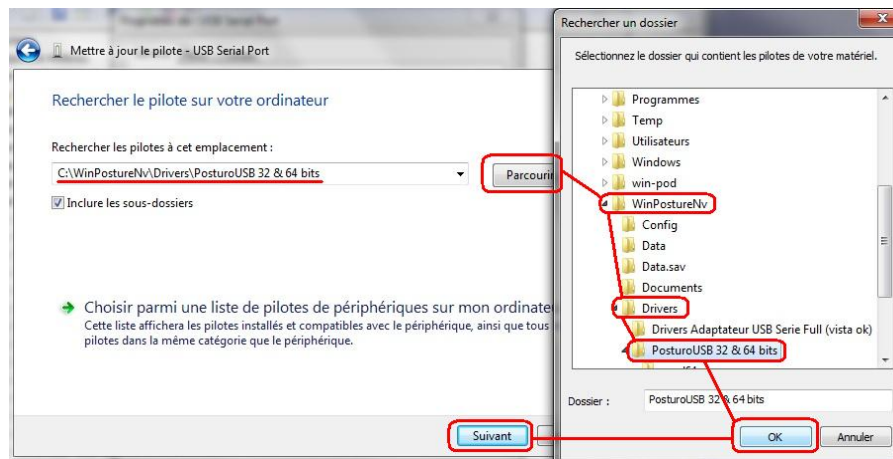 Mettre à jour le pilote - USB Serial Port
Rechercher le pilote sur votre ordinateur
Rechercher les pilotes à cet emplacement :
C:\WinPostureNv\Drivers\PosturoUSB 32 & 64 bits
Parcourir
Inclure les sous-dossiers
Choisir parmi une liste de pilotes de périphériques sur mon ordinate
Cette liste affichera les pilotes installés et compatibles avec le périphérique, ainsi que tous
pilotes dans la même catégorie que le périphérique.
Suivant
Rechercher un dossier
Sélectionnez le dossier qui contient les pilotes de votre matériel.
Programmes
Temp
Utilisateurs
Windows
win-pod
WinPostureNv
Config
Data
Data.sav
Documents
Drivers
Drivers Adaptateur USB Serie Full (vista ok)
PosturoUSB 32 & 64 bits
Dossier :
PosturoUSB 32 & 64 bits
OK
Annuler